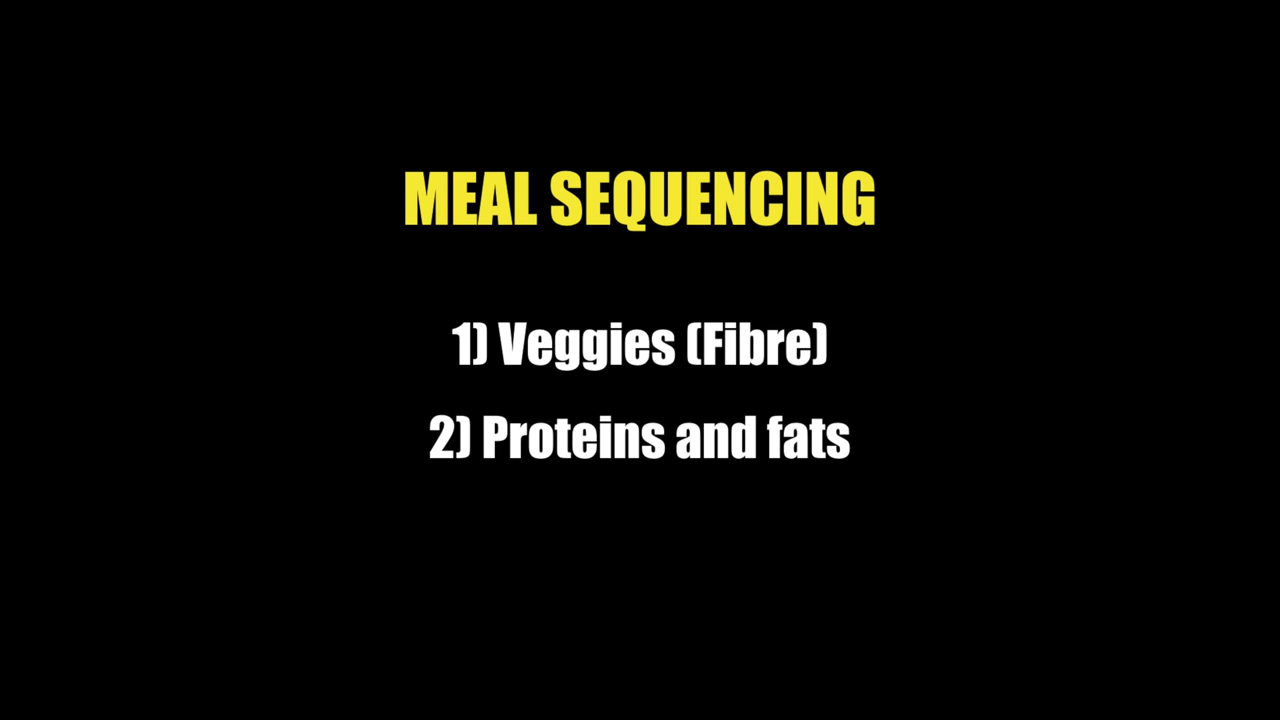 MEAL SEQUENCING
1) Veggies (Fibre)
2) Proteins and fats